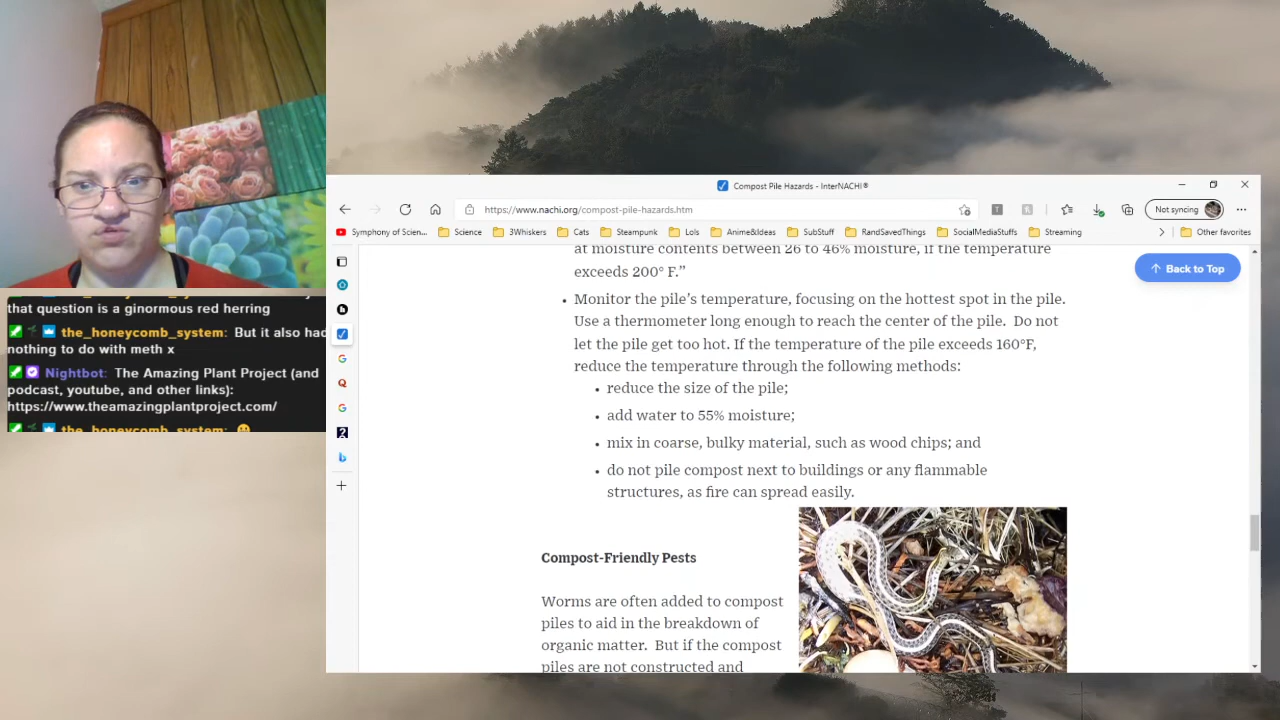 that question is a ginormous red herring
the_honeycomb_system: But it also had
nothing to do with meth x
Nightbot: The Amazing Plant Project (and
podcast, youtube, and other links):
https://www.theamazingplantproject.com/
the_honeycomb_system:
Compost Pile Hazards - InterNACHI®
https://www.nachi.org/compost-pile-hazards.htm
Not syncing
Symphony of Scien... Science 3Whiskers Cats Steampunk Lols Anime&Ideas SubStuff RandSavedThings SocialMediaStuffs Streaming Other favorites
at moisture contents between 26 to 46% moisture, if the temperature
exceeds 200° F.”
Back to Top
• Monitor the pile’s temperature, focusing on the hottest spot in the pile.
Use a thermometer long enough to reach the center of the pile. Do not
let the pile get too hot. If the temperature of the pile exceeds 160°F,
reduce the temperature through the following methods:
• reduce the size of the pile;
• add water to 55% moisture;
• mix in coarse, bulky material, such as wood chips; and
• do not pile compost next to buildings or any flammable
structures, as fire can spread easily.
Compost-Friendly Pests
Worms are often added to compost
piles to aid in the breakdown of
organic matter. But if the compost
piles are not constructed and